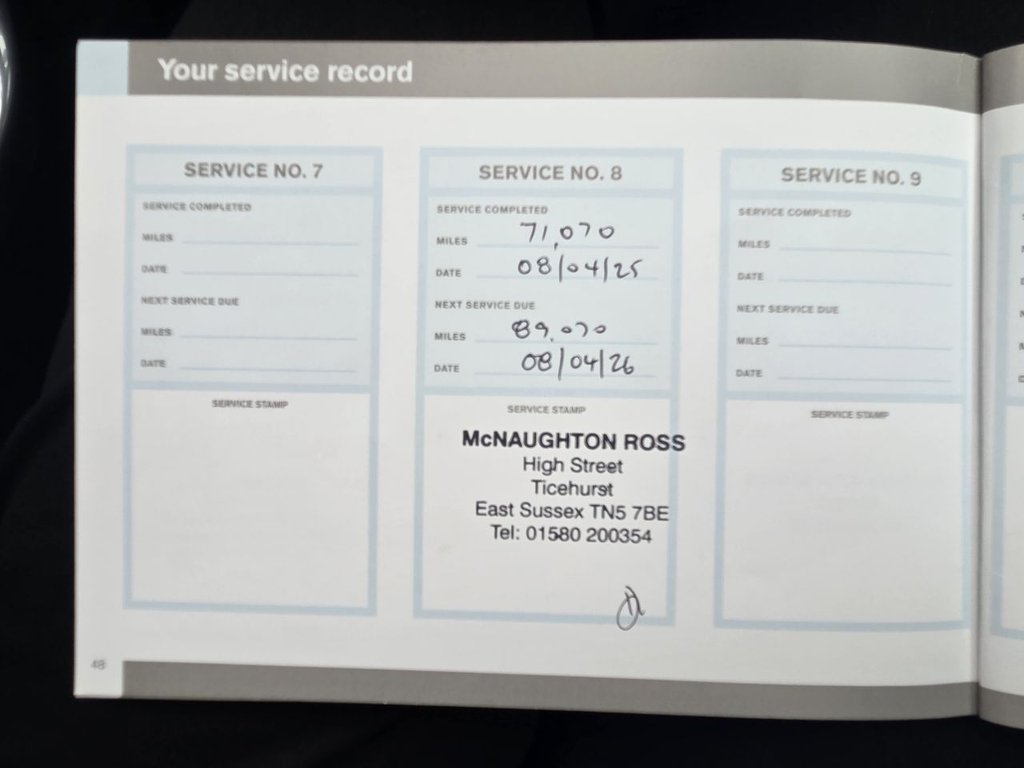 Your service record
SERVICE NO. 7
SERVICE COMPLETED
MILES
DATE
NEXT SERVICE DUE
MILES
DATE
SERVICE STAMP
SERVICE NO. 8
SERVICE COMPLETED
MILES 71,070
DATE 08/04/25
NEXT SERVICE DUE
MILES 89,070
DATE 08/04/26
SERVICE STAMP
McNAUGHTON ROSS
High Street
Ticehurst
East Sussex TN5 7BE
Tel: 01580 200354
SERVICE NO. 9
SERVICE COMPLETED
MILES
DATE
NEXT SERVICE DUE
MILES
DATE
SERVICE STAMP
48